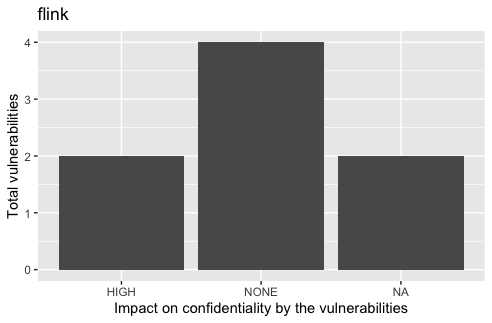 flink
Total vulnerabilities
4
3
2
1
0
HIGH NONE NA
Impact on confidentiality by the vulnerabilities